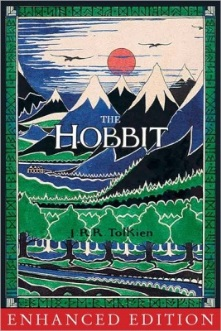 THE
HOBBIT
J R R Tolkien
ENHANCED EDITION